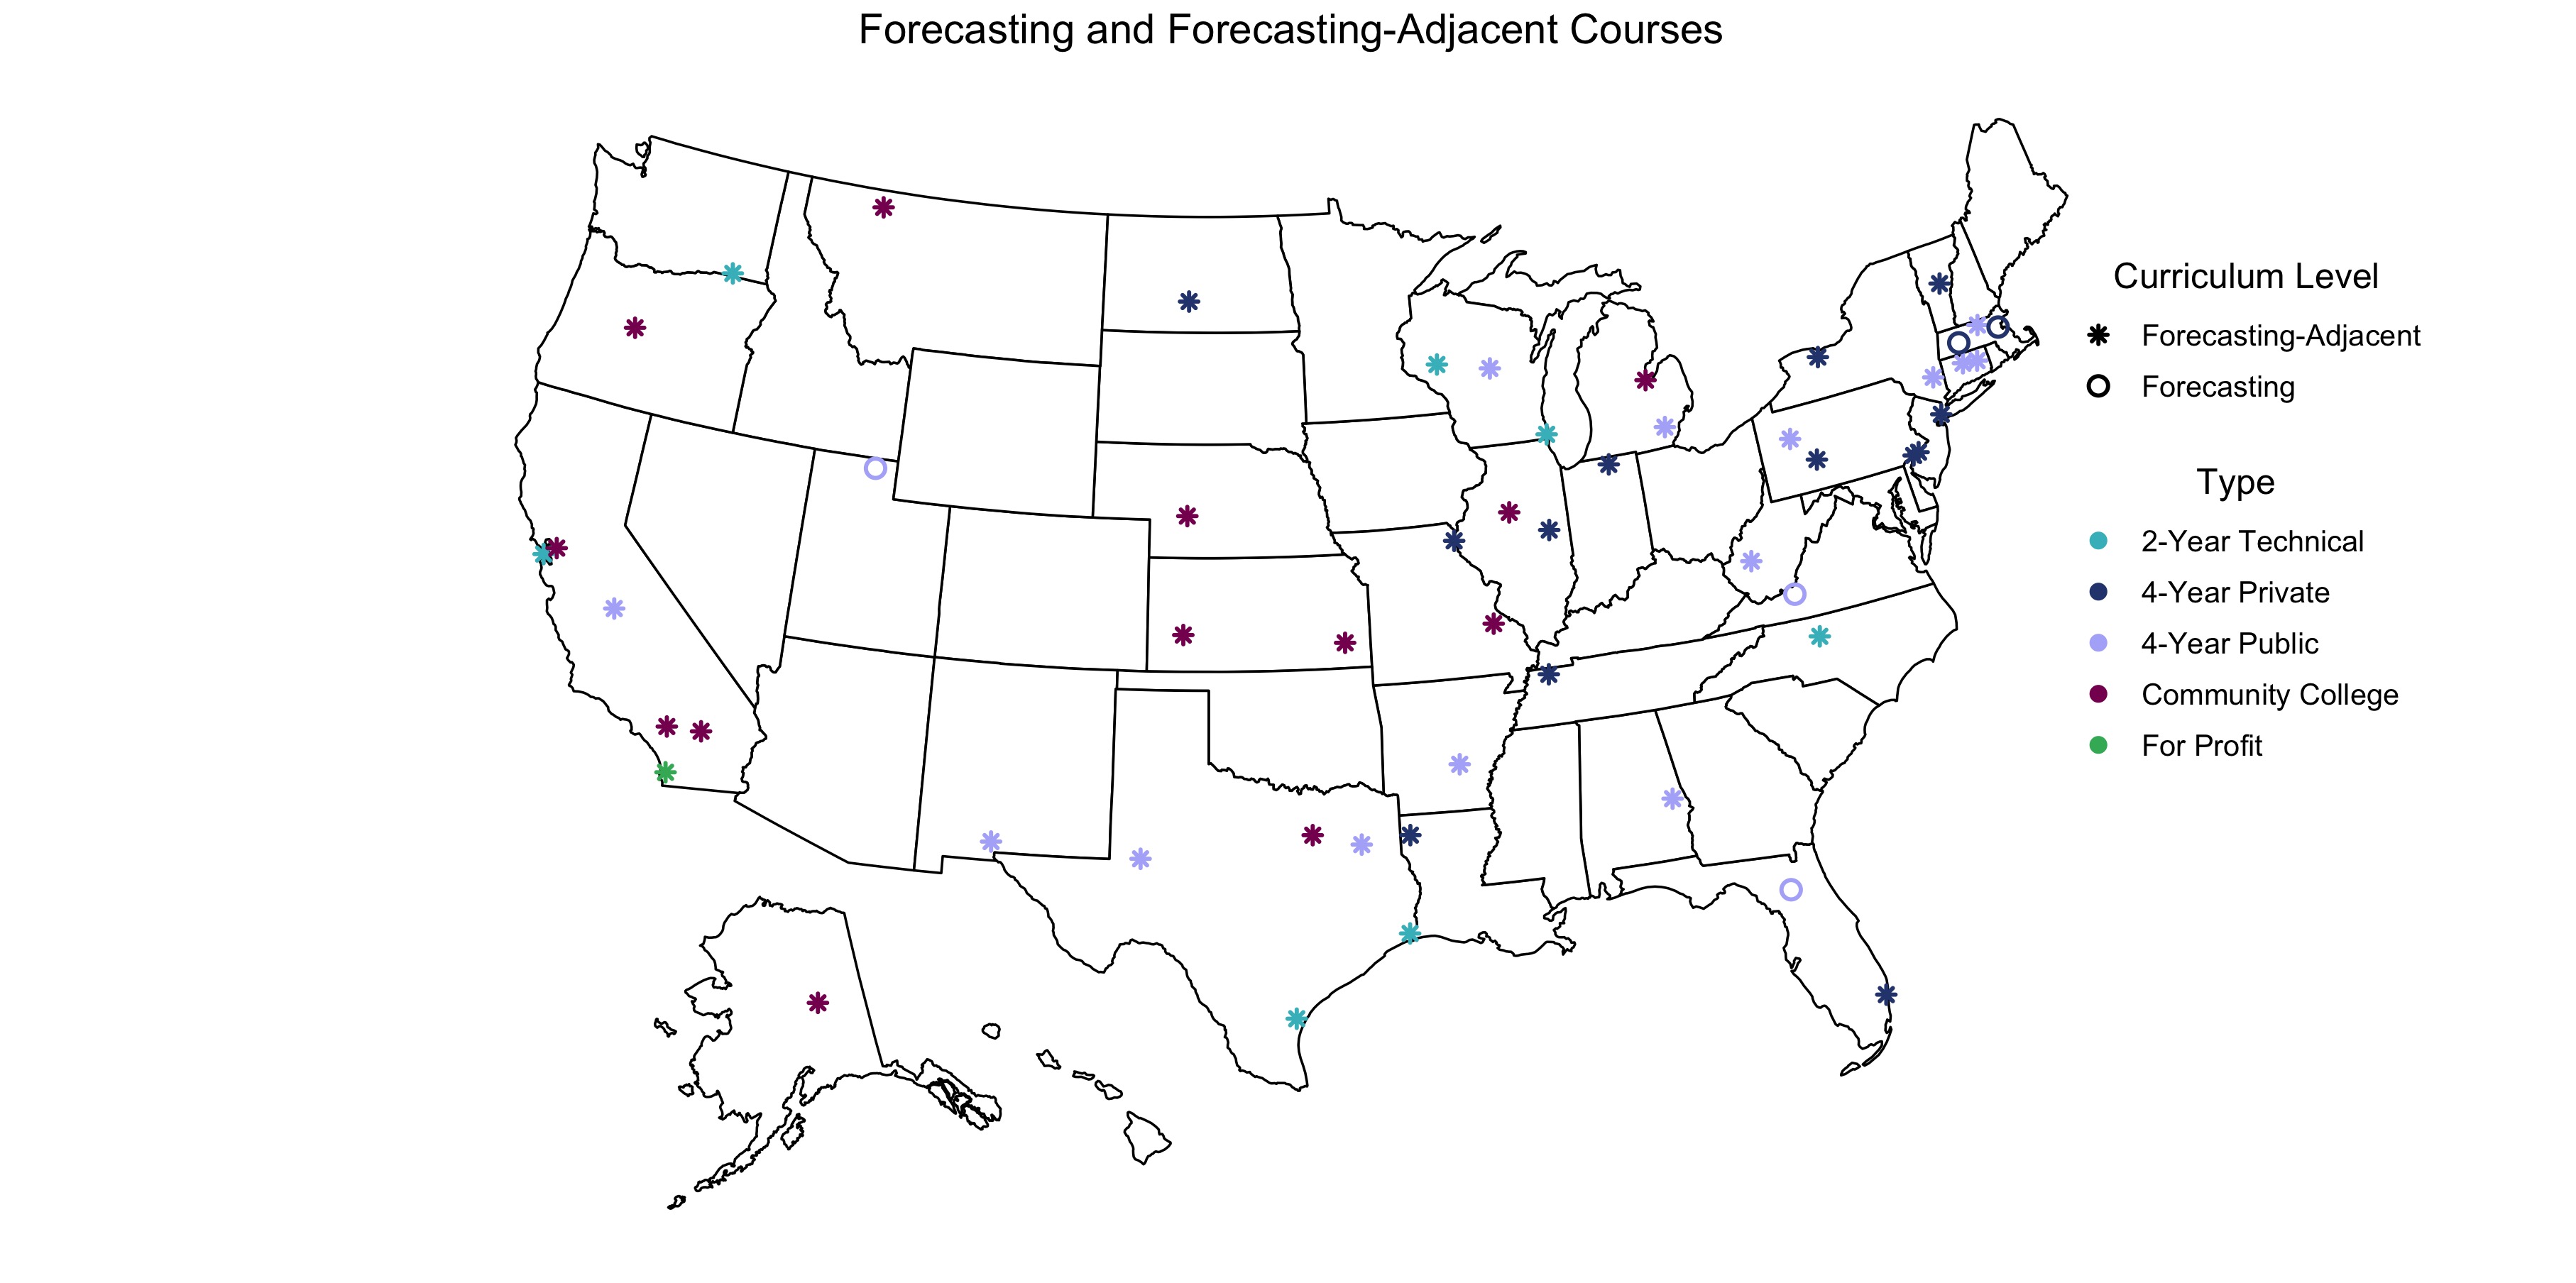 Forecasting and Forecasting-Adjacent Courses
Curriculum Level
Forecasting-Adjacent
Forecasting
Type
2-Year Technical
4-Year Private
4-Year Public
Community College
For Profit